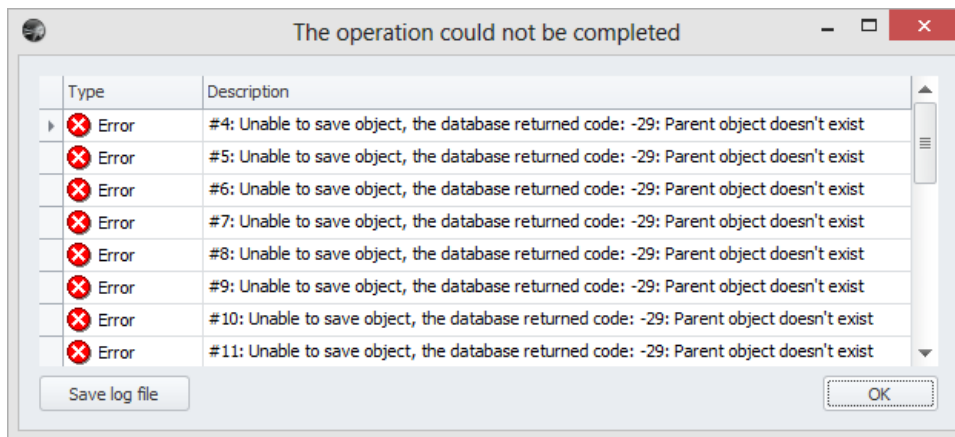 The operation could not be completed
Type Description
Error #4: Unable to save object, the database returned code: -29: Parent object doesn't exist
Error #5: Unable to save object, the database returned code: -29: Parent object doesn't exist
Error #6: Unable to save object, the database returned code: -29: Parent object doesn't exist
Error #7: Unable to save object, the database returned code: -29: Parent object doesn't exist
Error #8: Unable to save object, the database returned code: -29: Parent object doesn't exist
Error #9: Unable to save object, the database returned code: -29: Parent object doesn't exist
Error #10: Unable to save object, the database returned code: -29: Parent object doesn't exist
Error #11: Unable to save object, the database returned code: -29: Parent object doesn't exist
Save log file OK